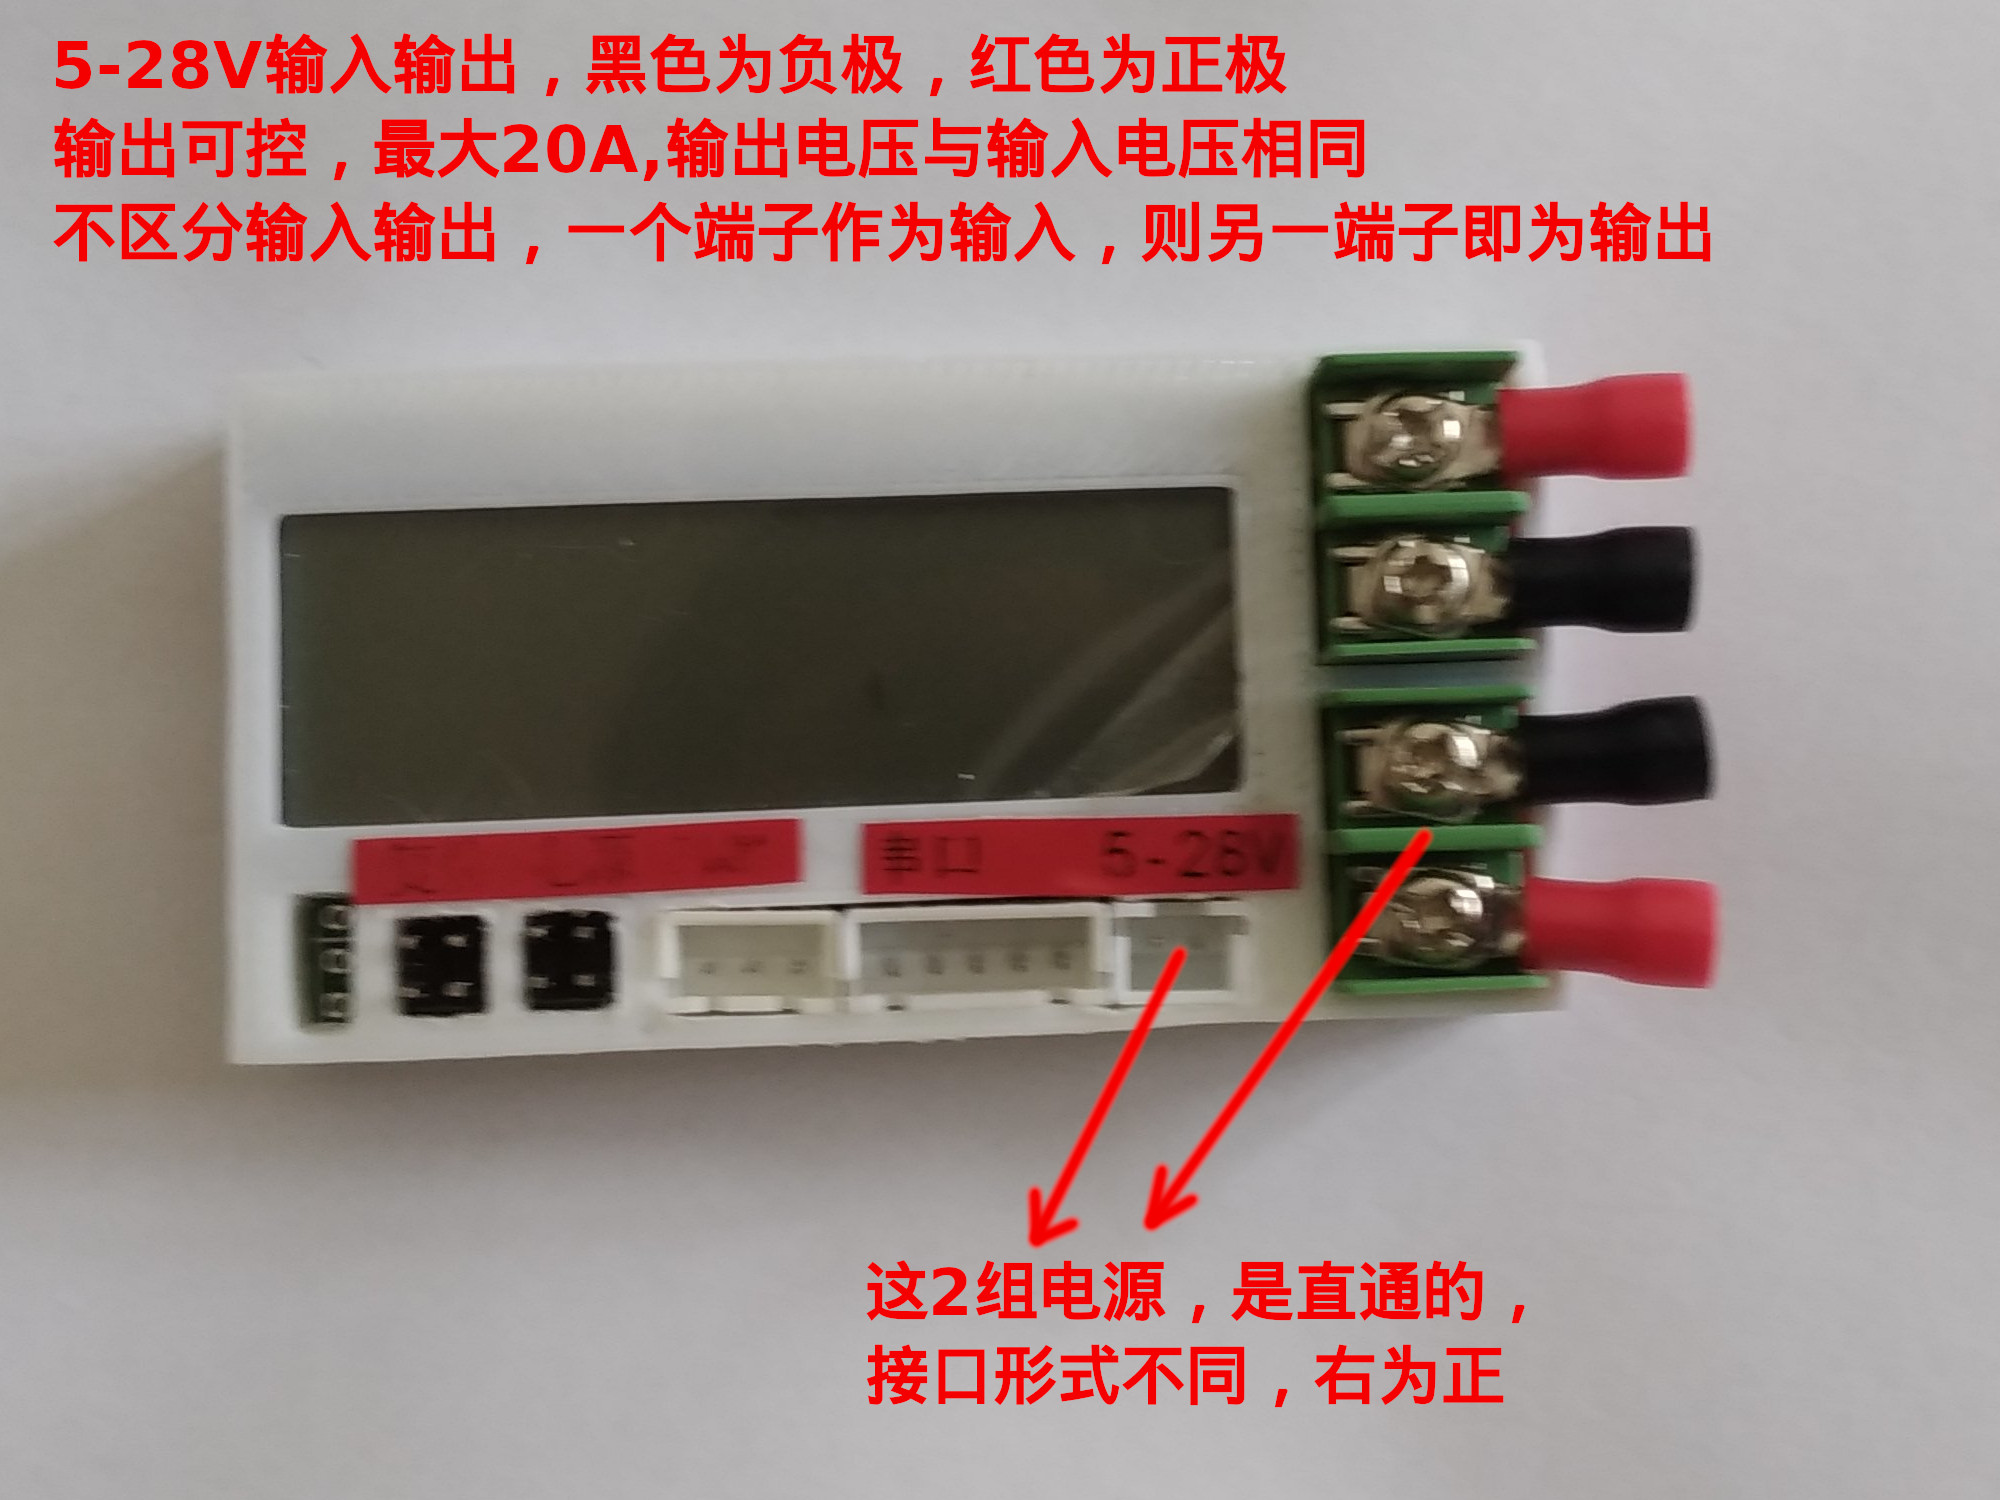 5-28V输入输出，黑色为负极，红色为正极
输出可控，最大20A,输出电压与输入电压相同
不区分输入输出，一个端子作为输入，则另一端子即为输出
串口 5-28V
这2组电源，是直通的，
接口形式不同，右为正